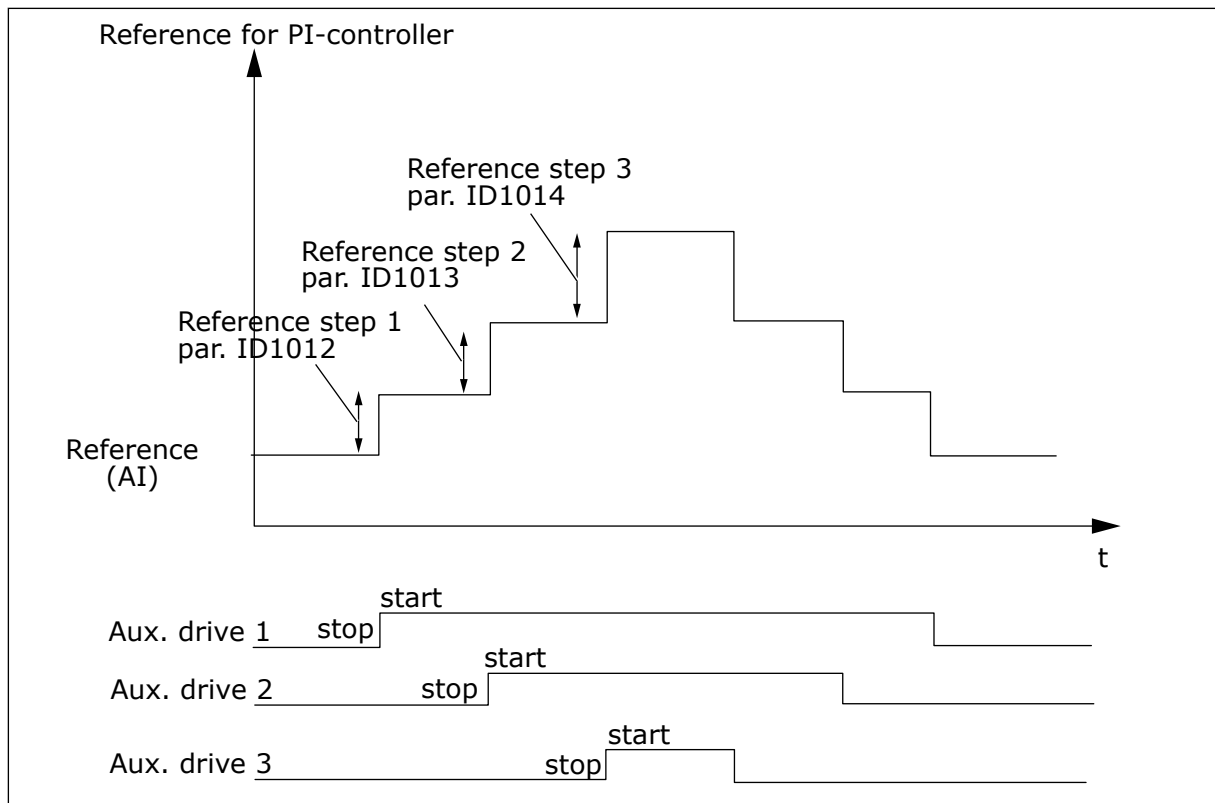 Reference for PI-controller
Reference step 3
par. ID1014
Reference step 2
par. ID1013
Reference step 1
par. ID1012
Reference
(AI)
t
start
stop
Aux. drive 1
start
stop
Aux. drive 2
start
stop
Aux. drive 3